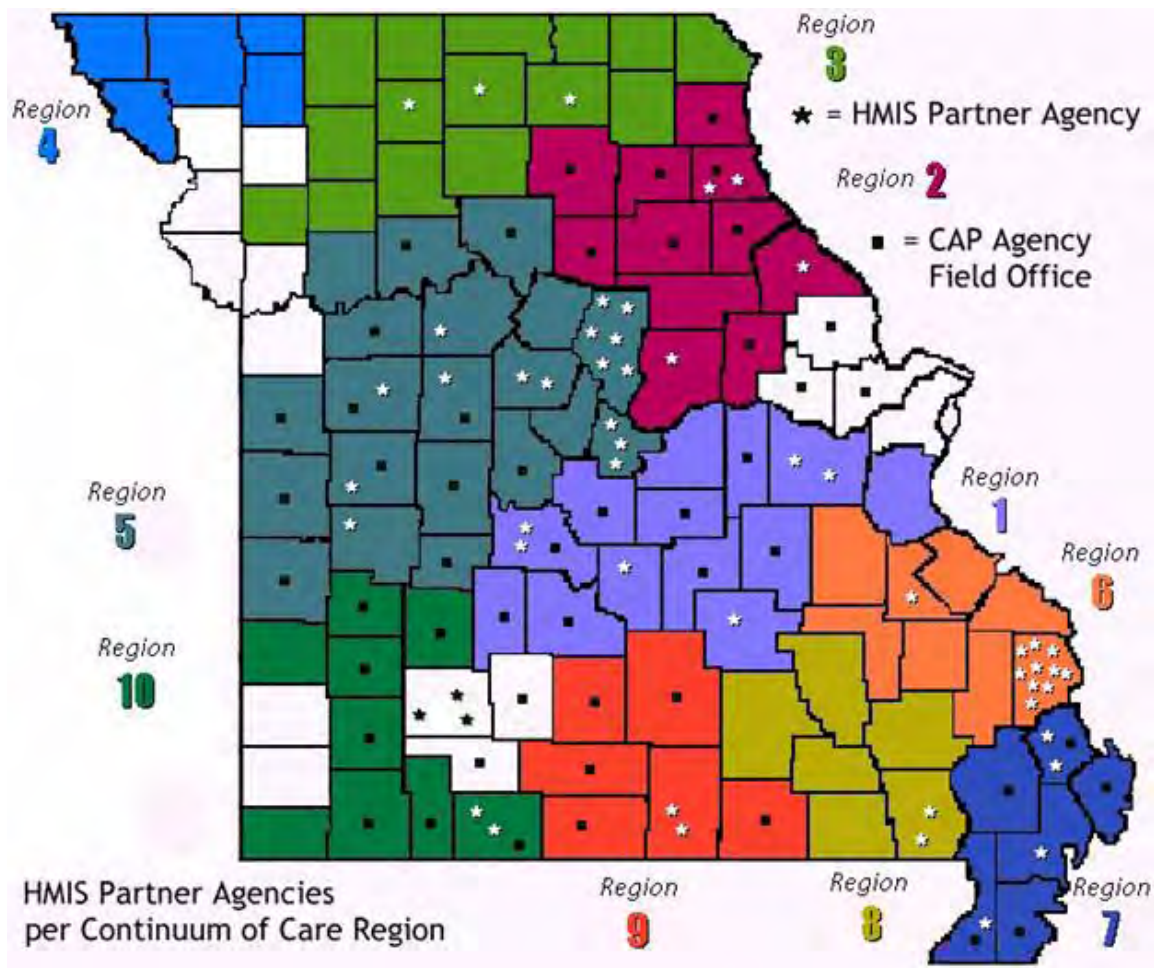 Region
3
★ = HMIS Partner Agency
Region 2
■ = CAP Agency
Field Office
Region
4
Region
5
Region
1
Region
6
Region
10
HMIS Partner Agencies
per Continuum of Care Region
Region
9
Region
8
Region
7